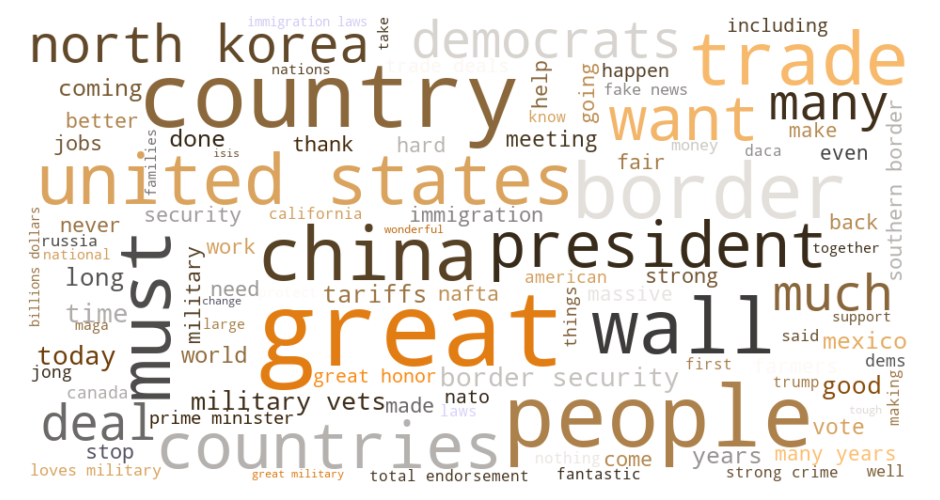 immigration laws
take
including
north korea
democrats
trade
trade deals
nations
country
help
going
happen
coming
fake news
many
better
know
want
make
jobs
done
thank
hard
meeting
money
daca
even
families
isis
fair
southern border
united states
border
never
security
california
immigration
back
billions dollars
russia
wonderful
president
together
national
work
china
must
military
long
need
american
strong
change
tariffs
nafta
massive
much
time
great
things
wall
support
maga
large
said
mexico
today
world
first
farmers
dems
jong
great honor
border security
trump
good
making
canada
military vets
made
nato
laws
people
tough
deal
prime minister
vote
stop
countries
nothing
come
years
many years
loves military
great military
total endorsement
fantastic
strong crime
well